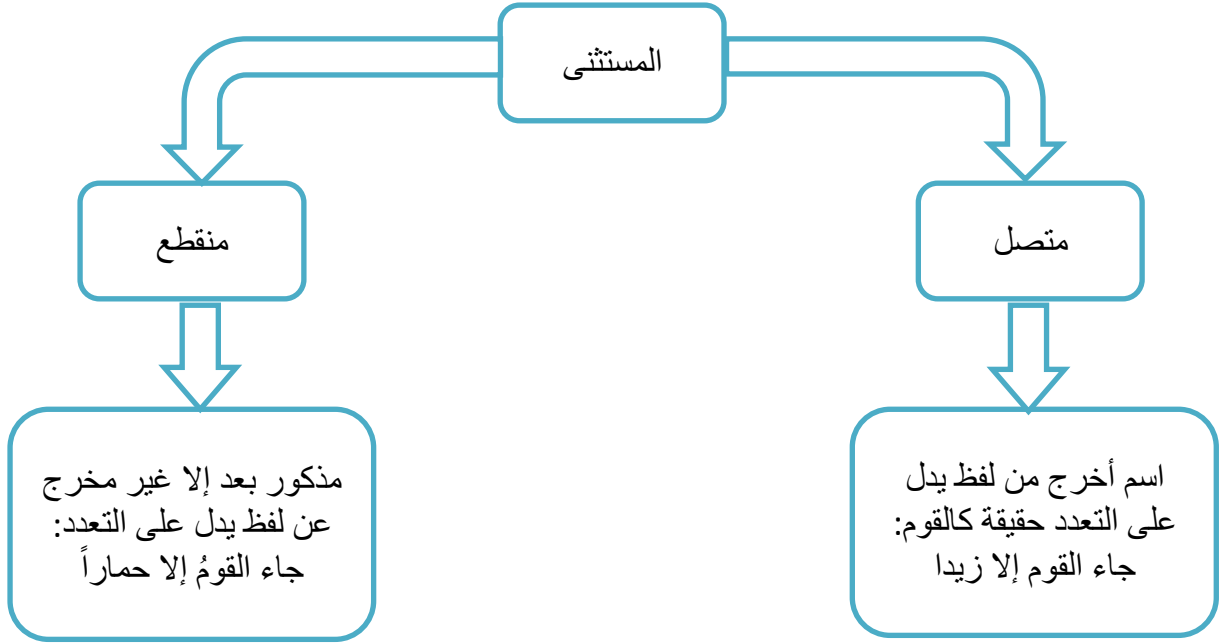 المستثنى
متصل
منقطع
اسم أخرج من لفظ يدل
على التعدد حقيقة كالقوم:
جاء القوم إلا زيدا
مذكور بعد إلا غير مخرج
عن لفظ يدل على التعدد:
جاء القومُ إلا حماراً